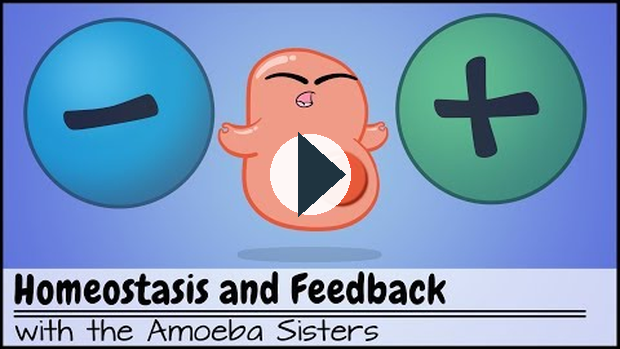 Homeostasis and Feedback
with the Amoeba Sisters